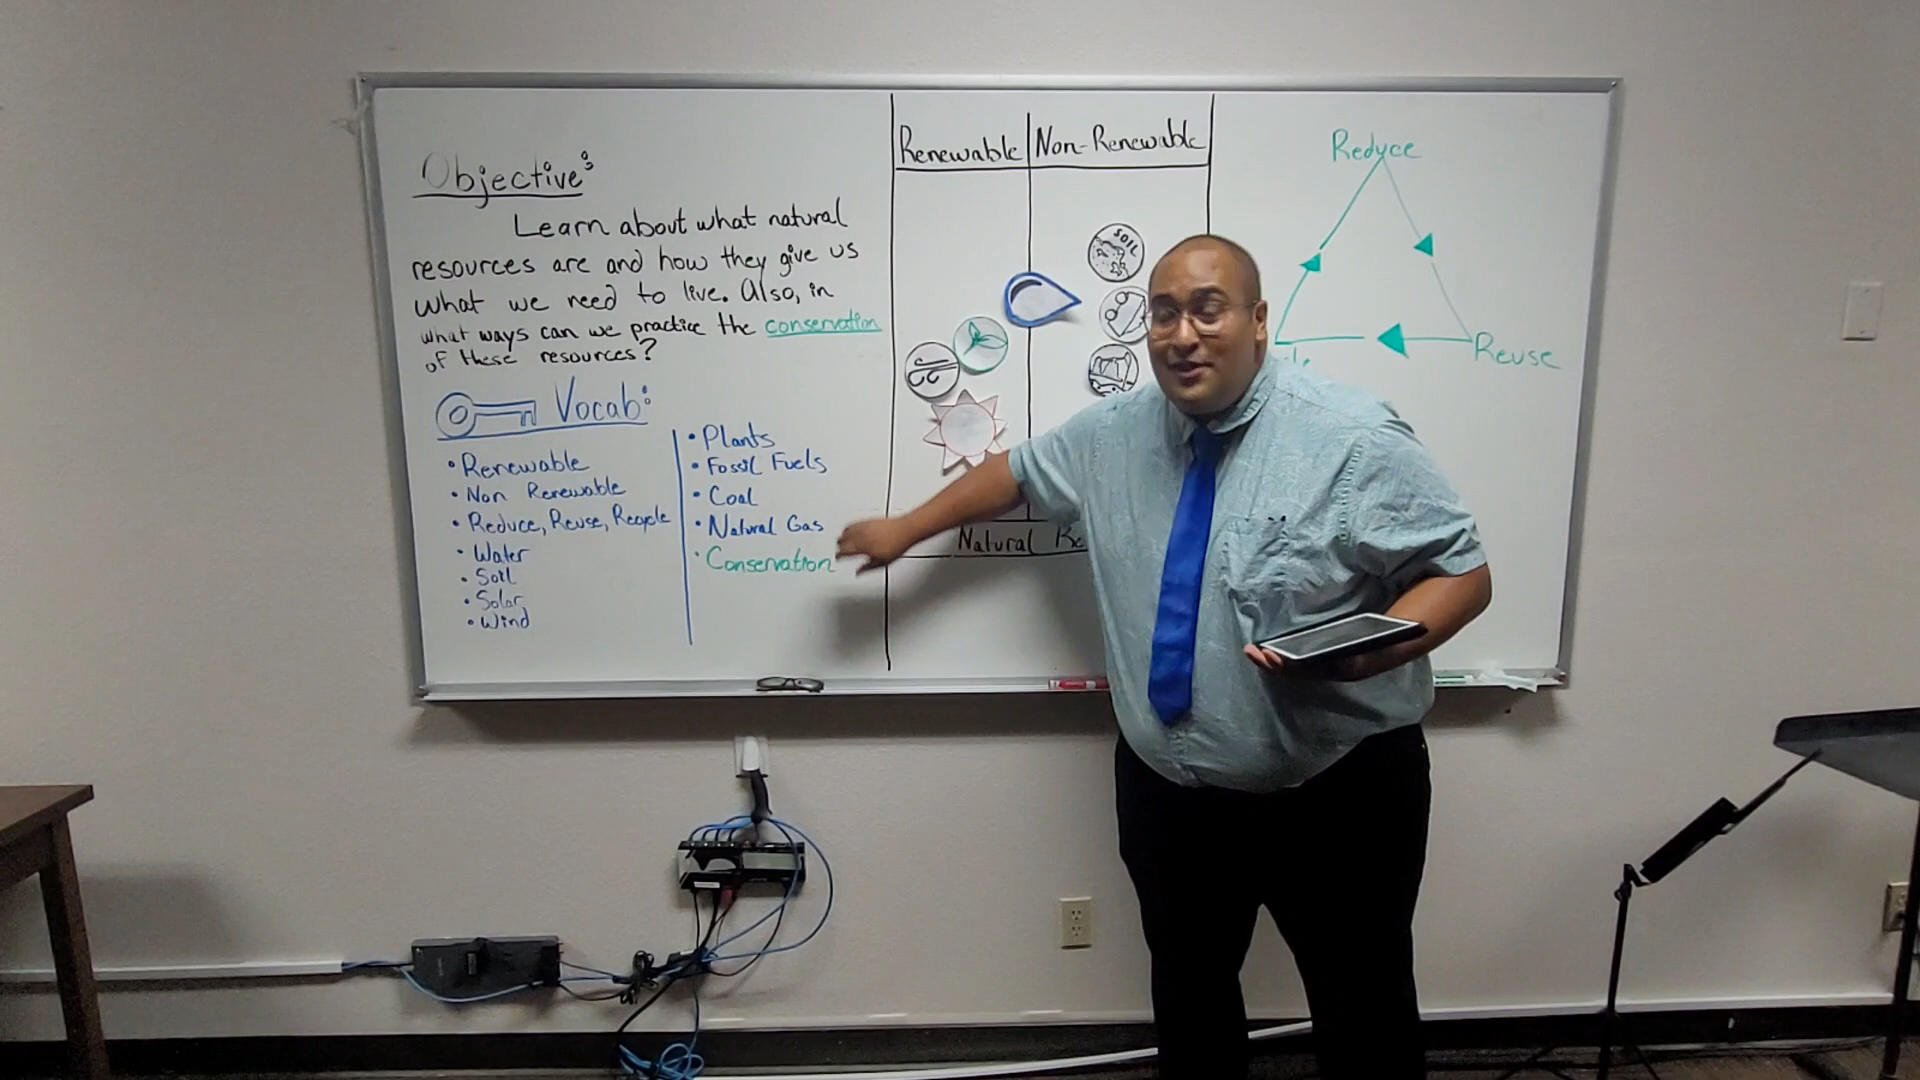 Objective:
Learn about what natural
resources are and how they give us
what we need to live. Also, in
what ways can we practice the conservation
of these resources?
Vocab:
• Renewable
• Non Renewable
• Reduce, Reuse, Recycle
• Water
• Soil
• Solar
• Wind
• Plants
• Fossil Fuels
• Coal
• Natural Gas
• Conservation
Renewable
Non-Renewable
SOIL
Natural
Reduce
Reuse